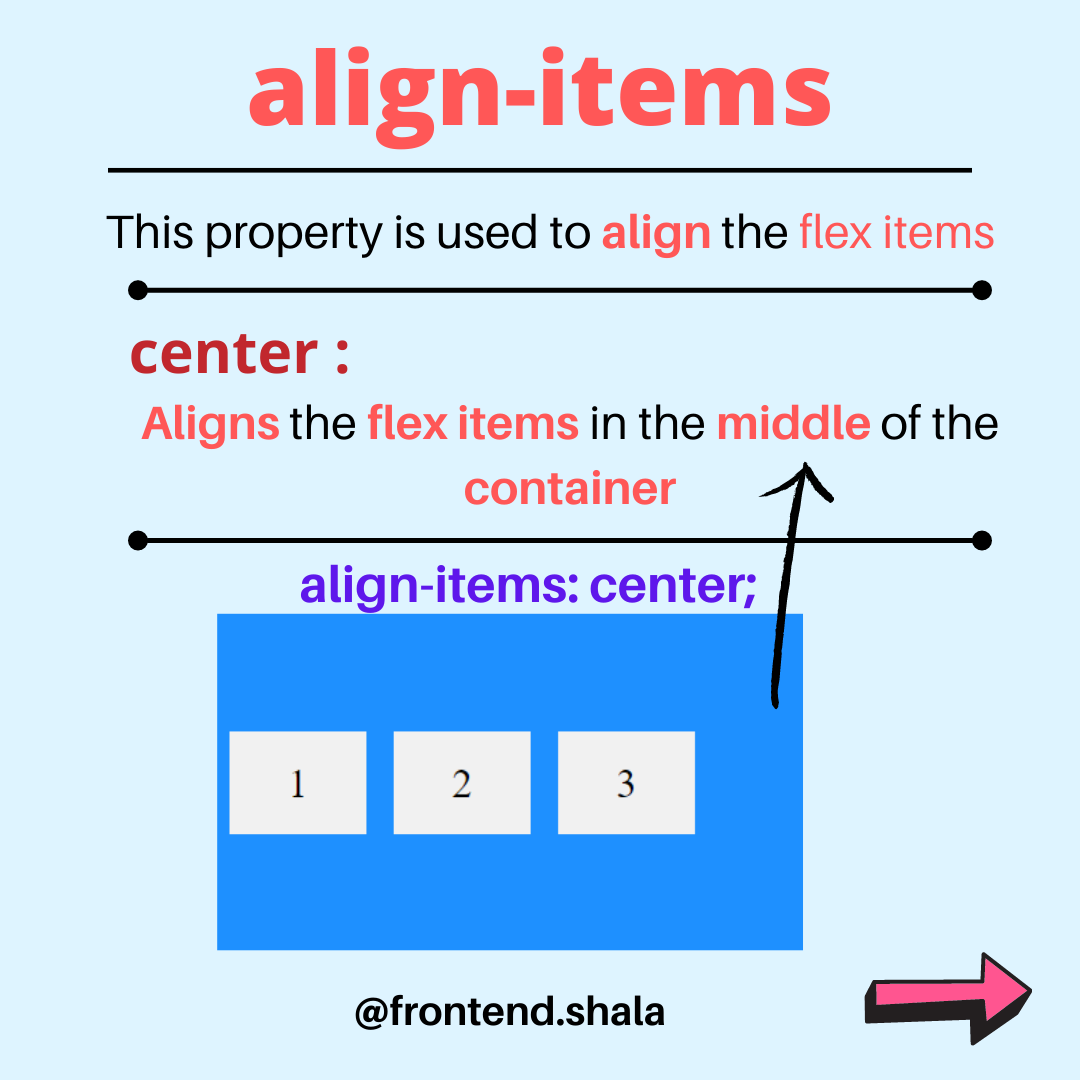 align-items
This property is used to align the flex items
center :
Aligns the flex items in the middle of the
container
align-items: center;
1 2 3
@frontend.shala